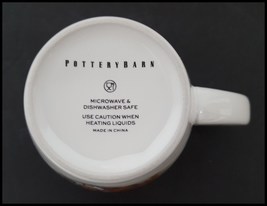 POTTERYBARN
MICROWAVE &
DISHWASHER SAFE
USE CAUTION WHEN
HEATING LIQUIDS.
MADE IN CHINA